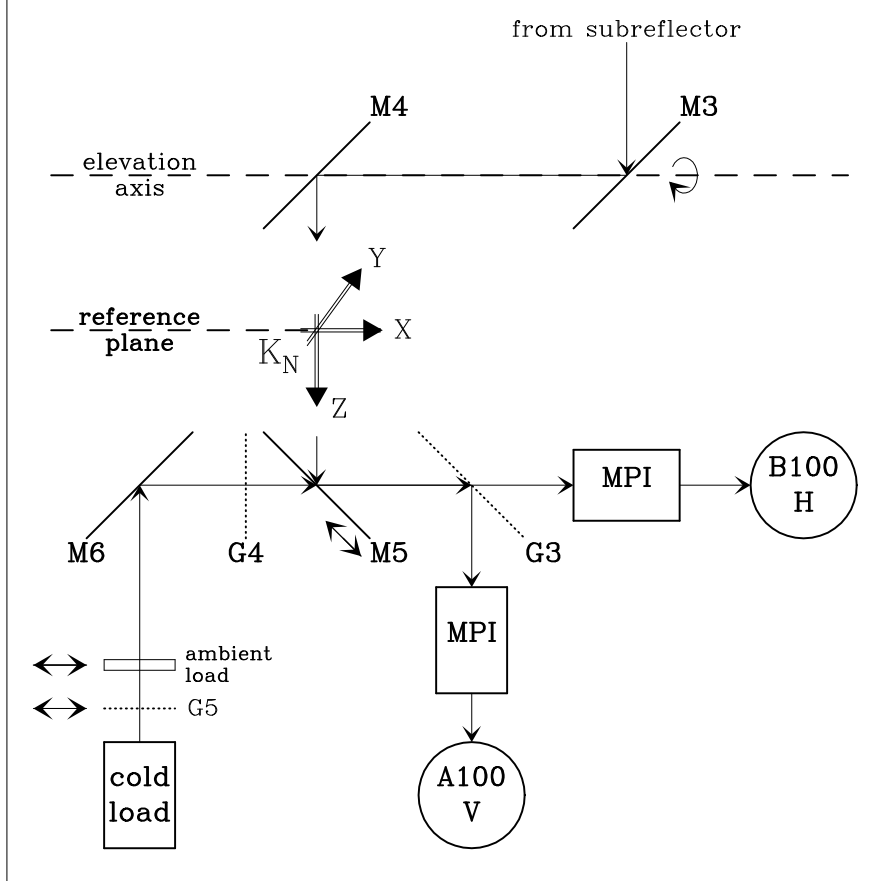 from subreflector
M4
M3
elevation
axis
Y
reference
plane
X
K_N
Z
MPI
B100
H
M6
G4
M5
G3
MPI
ambient
load
G5
cold
load
A100
V